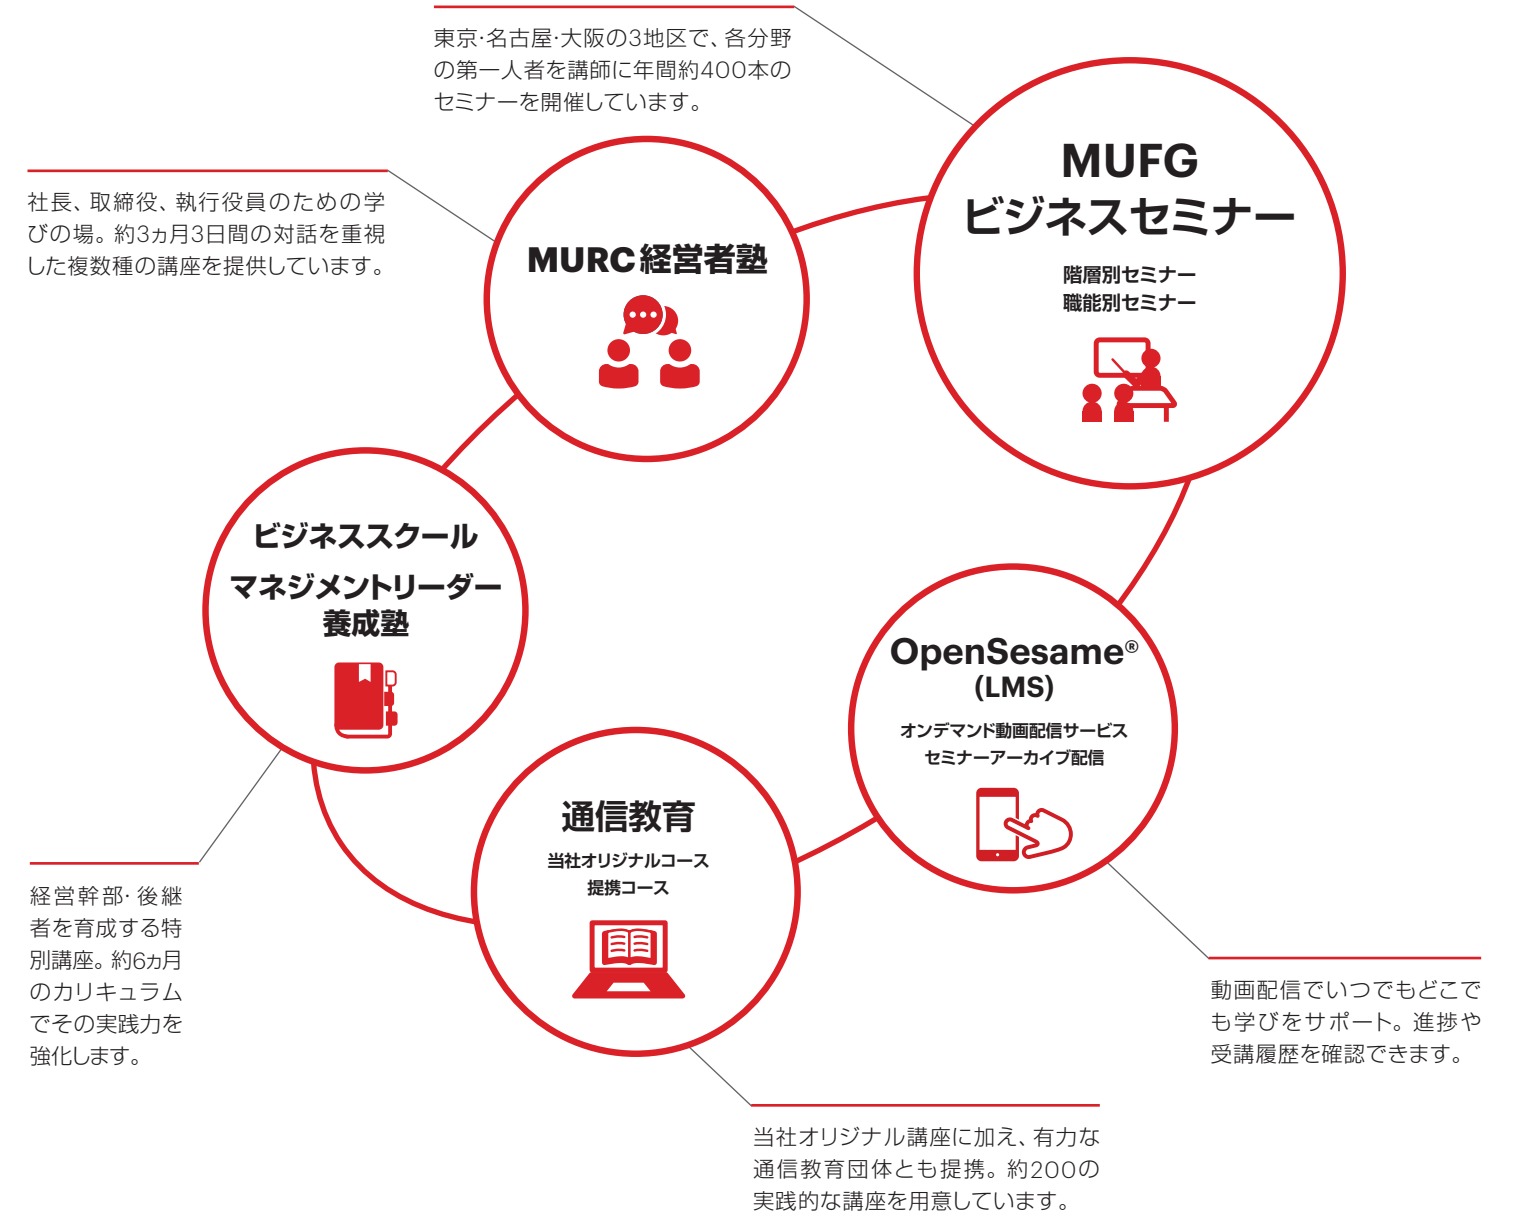 東京・名古屋・大阪の3地区で、各分野
の第一人者を講師に年間約400本の
セミナーを開催しています。
MUFG
ビジネスセミナー
階層別セミナー
職能別セミナー
社長、取締役、執行役員のための学
びの場。約3ヵ月3日間の対話を重視
した複数種の講座を提供しています。
MURC経営者塾
ビジネススクール
マネジメントリーダー
養成塾
経営幹部・後継
者を育成する特
別講座。約6ヵ月
のカリキュラム
でその実践力を
強化します。
OpenSesame®
(LMS)
オンデマンド動画配信サービス
セミナーアーカイブ配信
動画配信でいつでもどこで
も学びをサポート。進捗や
受講履歴を確認できます。
通信教育
当社オリジナルコース
提携コース
当社オリジナル講座に加え、有力な
通信教育団体とも提携。約200の
実践的な講座を用意しています。